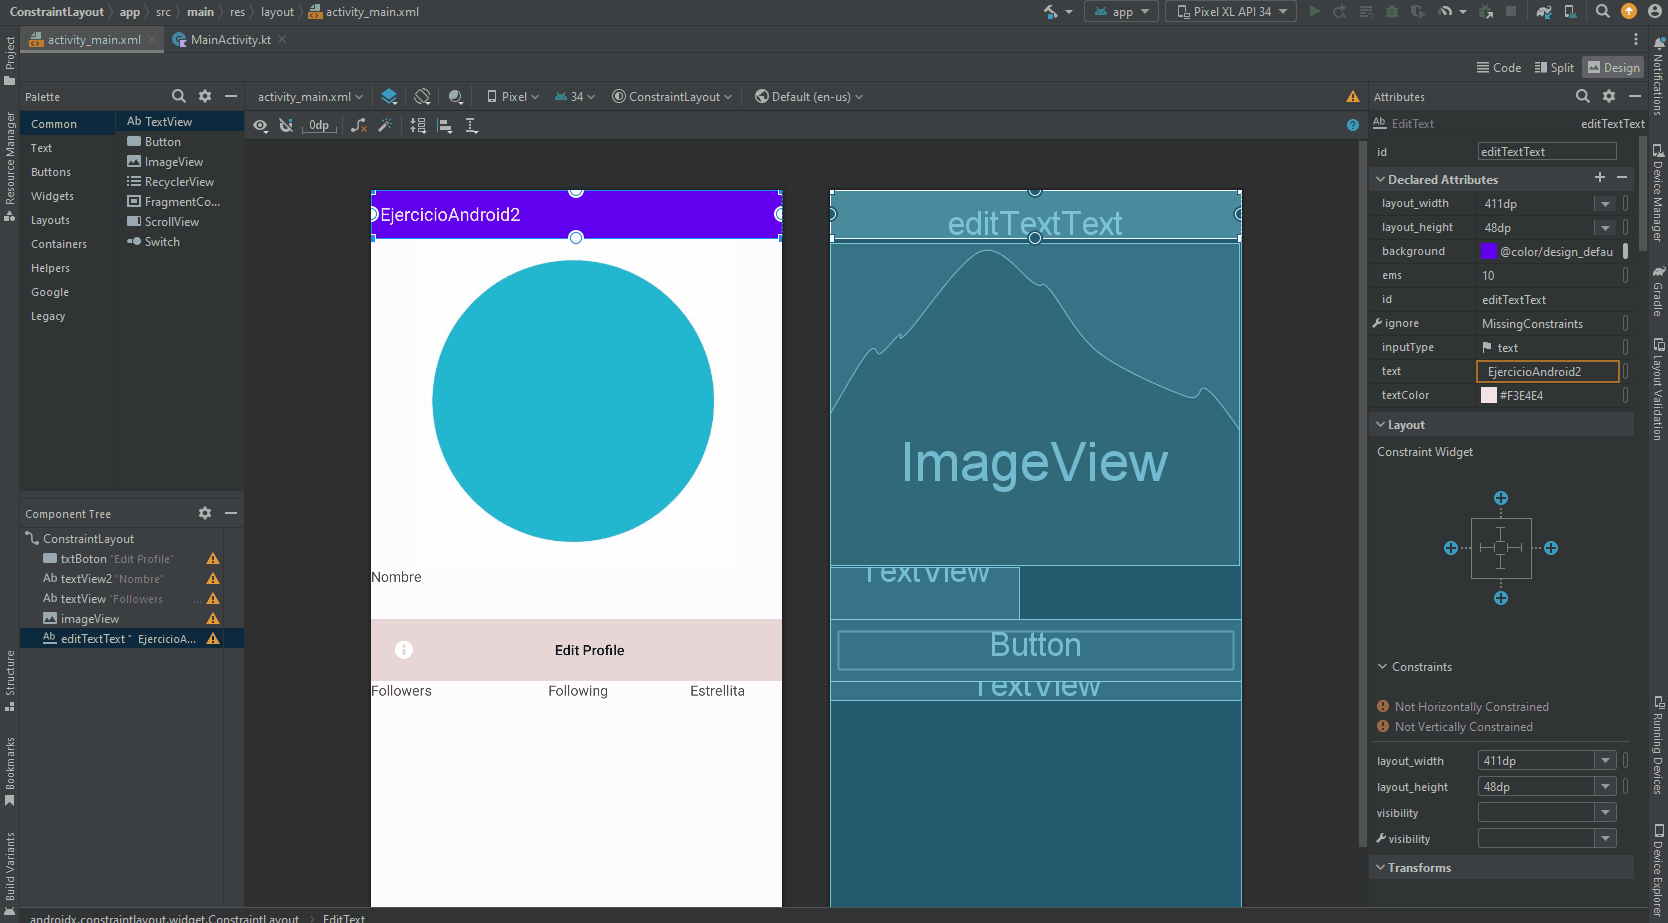 ConstraintLayout
app
src
main
res
layout
activity_main.xml
app
Pixel XL API 34
activity_main.xml
MainActivity.kt
Code
Split
Design
Project
Resource Manager
Structure
Bookmarks
Build Variants
Palette
Common
Text
Buttons
Widgets
Layouts
Containers
Helpers
Google
Legacy
Ab TextView
Button
ImageView
RecyclerView
FragmentCo...
ScrollView
Switch
Component Tree
ConstraintLayout
txtBoton "Edit Profile"
Ab textView2 "Nombre"
Ab textView "Followers ...
imageView
Ab editTextText " EjercicioA...
activity_main.xml
Pixel
34
ConstraintLayout
Default (en-us)
0dp
EjercicioAndroid2
Nombre
Edit Profile
Followers
Following
Estrellita
editTextText
ImageView
TextView
Button
TextView
Attributes
Ab EditText
editTextText
id
editTextText
Declared Attributes
layout_width
411dp
layout_height
48dp
background
@color/design_defau
ems
10
id
editTextText
ignore
MissingConstraints
inputType
text
text
EjercicioAndroid2
textColor
#F3E4E4
Layout
Constraint Widget
Constraints
Not Horizontally Constrained
Not Vertically Constrained
layout_width
411dp
layout_height
48dp
visibility
visibility
Transforms
Notifications
Device Manager
Gradle
Layout Validation
Running Devices
Device Explorer
androidx.constraintlayout.widget.ConstraintLayout
EditText